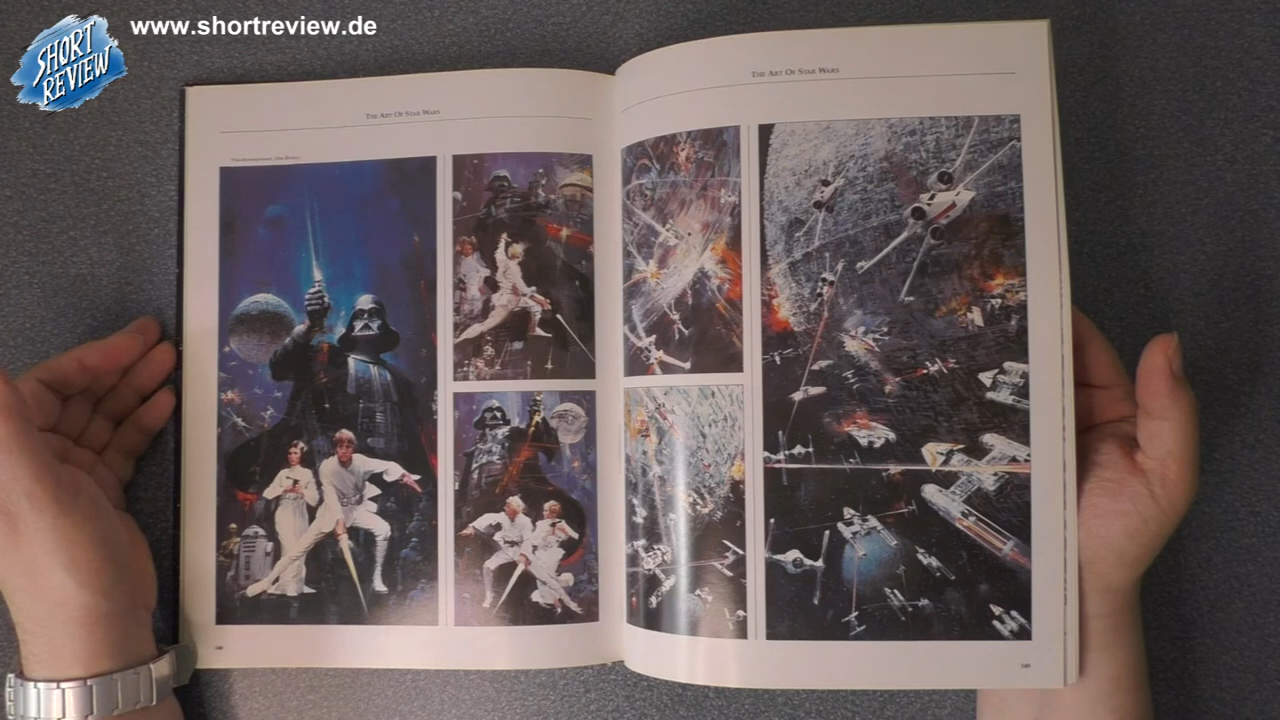 SHORT
REVIEW
www.shortreview.de
THE ART OF STAR WARS
THE ART OF STAR WARS